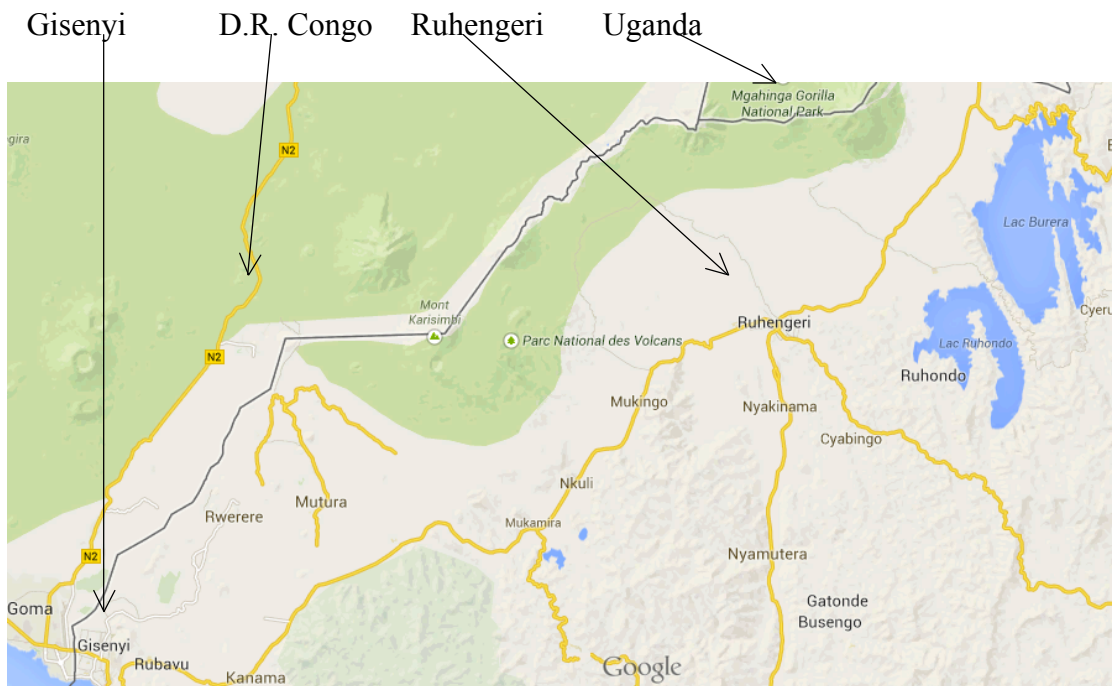 Gisenyi D.R. Congo Ruhengeri Uganda
Mgahinga Gorilla
National Park
egira
N2
Lac Burera
Mont
Karisimbi
Ruhengeri
Cyeru
N2
Parc National des Volcans
Lac Ruhondo
Ruhondo
Mukingo
Nyakinama
Cyabingo
Nkuli
Mutura
Rwerere
Mukamira
N2
Nyamutera
Gatonde
Busengo
Goma
Gisenyi
Rubavu
Kanama
Google